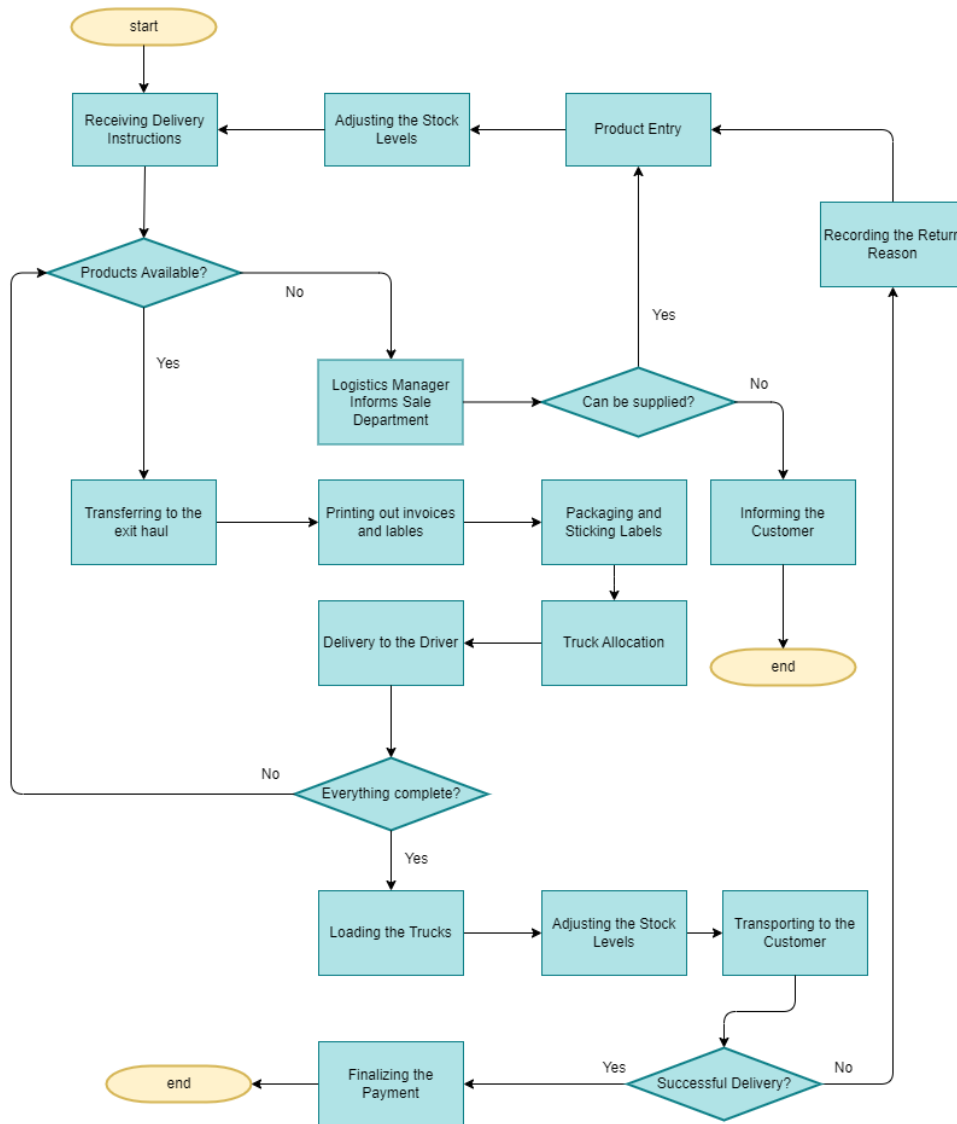 start
Receiving Delivery
Instructions
Adjusting the Stock
Levels
Product Entry
Recording the Return
Reason
Products Available?
No
Yes
Yes
Logistics Manager
Informs Sale
Department
Can be supplied?
No
Transferring to the
exit haul
Printing out invoices
and lables
Packaging and
Sticking Labels
Informing the
Customer
Delivery to the Driver
Truck Allocation
end
No
Everything complete?
Yes
Loading the Trucks
Adjusting the Stock
Levels
Transporting to the
Customer
end
Finalizing the
Payment
Yes
Successful Delivery?
No